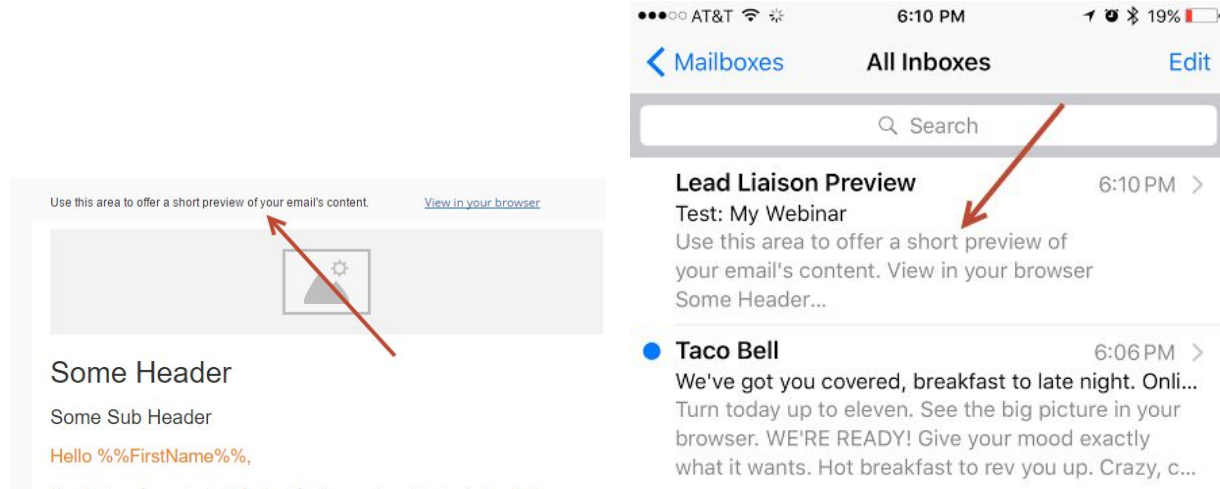 Use this area to offer a short preview of your email's content. View in your browser
Some Header
Some Sub Header
Hello %%FirstName%%,
AT&T 6:10 PM 19%
Mailboxes All Inboxes Edit
Search
Lead Liaison Preview 6:10 PM
Test: My Webinar
Use this area to offer a short preview of
your email's content. View in your browser
Some Header...
Taco Bell 6:06 PM
We've got you covered, breakfast to late night. Onli...
Turn today up to eleven. See the big picture in your
browser. WE'RE READY! Give your mood exactly
what it wants. Hot breakfast to rev you up. Crazy, c...